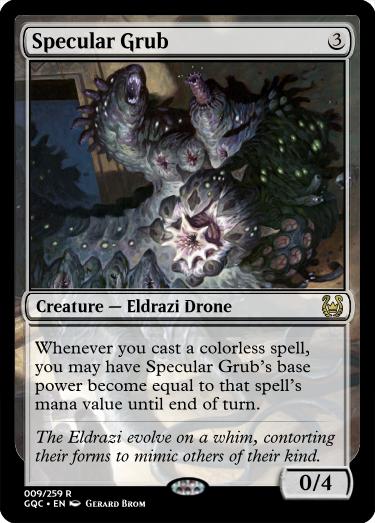 Specular Grub 3
Creature — Eldrazi Drone
Whenever you cast a colorless spell,
you may have Specular Grub's base
power become equal to that spell's
mana value until end of turn.
The Eldrazi evolve on a whim, contorting
their forms to mimic others of their kind.
0/4
009/259 R
GQC • EN Gerard Brom